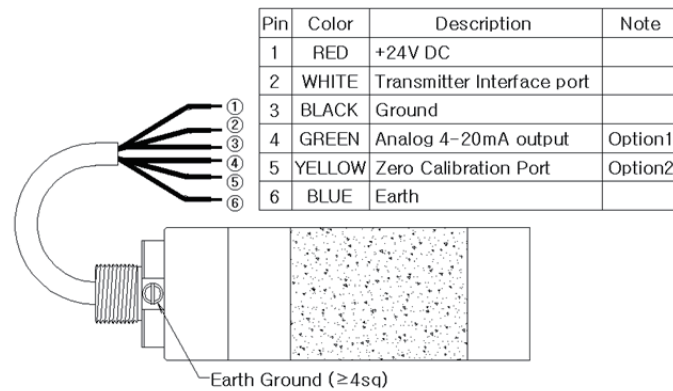 Pin Color Description Note
1 RED +24V DC
2 WHITE Transmitter Interface port
3 BLACK Ground
4 GREEN Analog 4-20mA output Option1
5 YELLOW Zero Calibration Port Option2
6 BLUE Earth
①
②
③
④
⑤
⑥
Earth Ground (≥4sq)